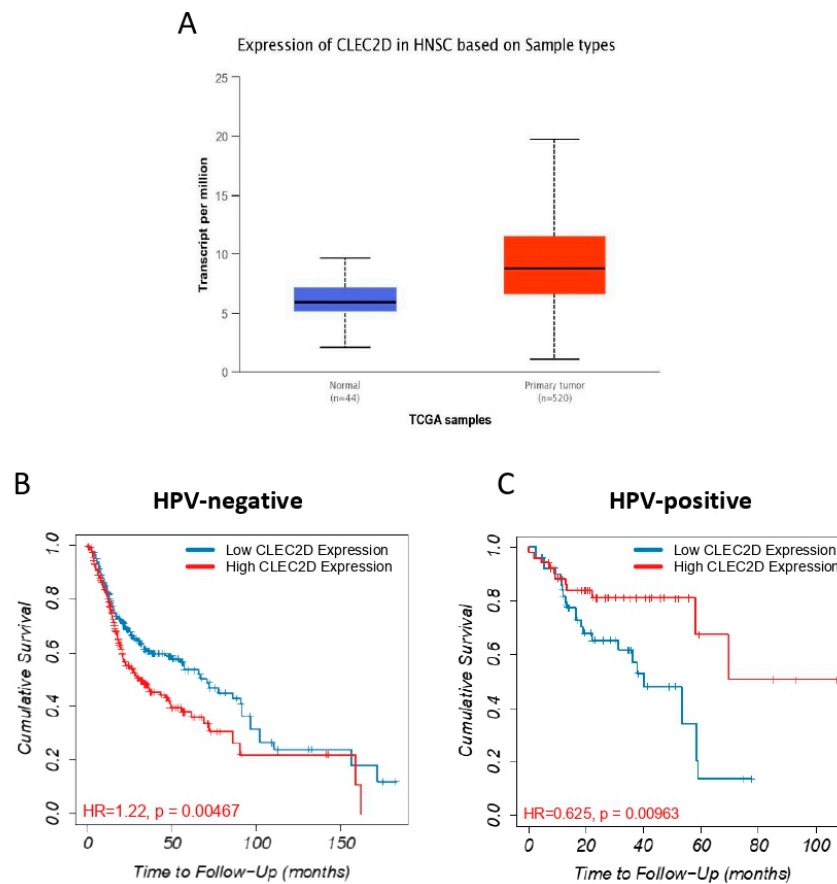 A
Expression of CLEC2D in HNSC based on Sample types
Transcript per million
25
20
15
10
5
0
Normal
(n=44)
Primary tumor
(n=520)
TCGA samples
B
HPV-negative
Low CLEC2D Expression
High CLEC2D Expression
Cumulative Survival
1.0
0.8
0.6
0.4
0.2
0.0
HR=1.22, p = 0.00467
0 50 100 150
Time to Follow-Up (months)
C
HPV-positive
Low CLEC2D Expression
High CLEC2D Expression
Cumulative Survival
1.0
0.8
0.6
0.4
0.2
0.0
HR=0.625, p = 0.00963
0 20 40 60 80 100
Time to Follow-Up (months)